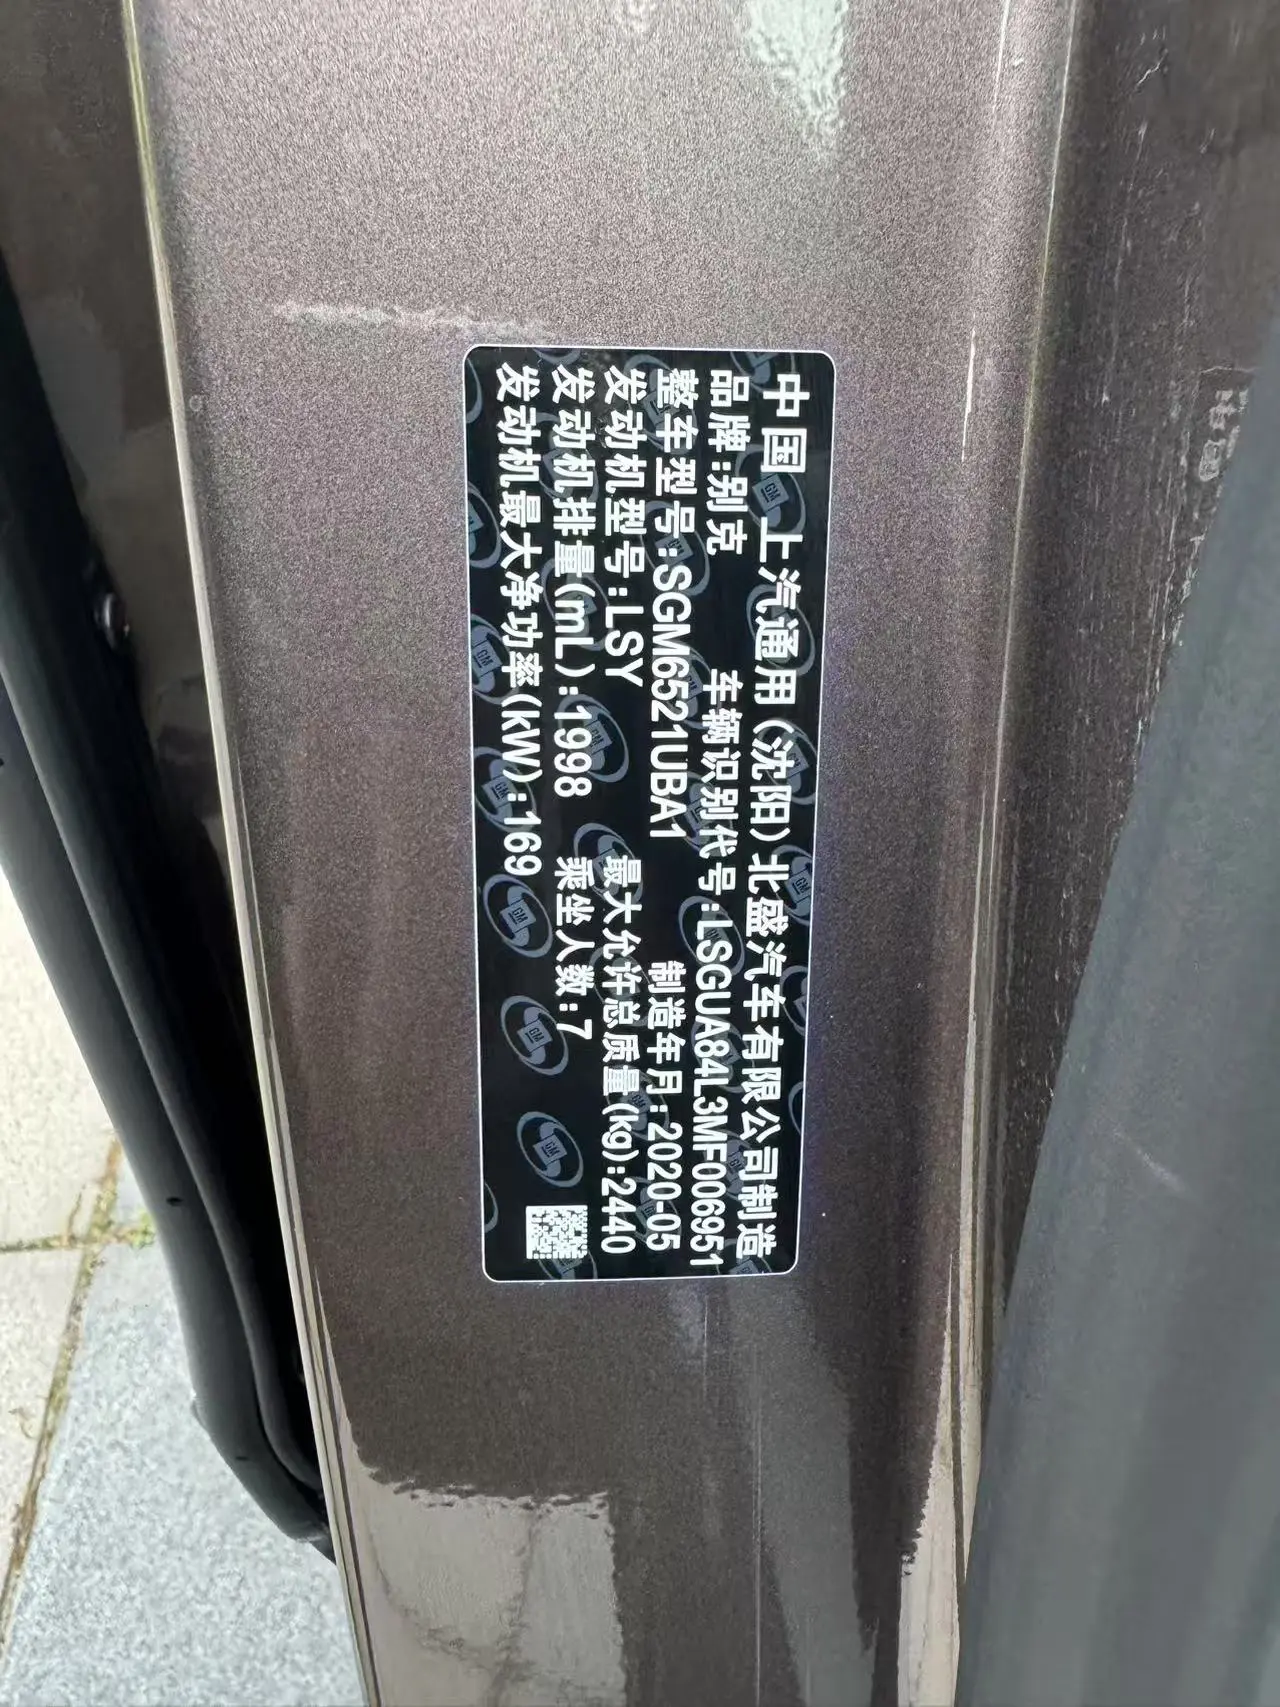 中国 上汽通用(沈阳)北盛汽车有限公司制造
品牌:别克 车辆识别代号:LSGUA84L3MF006951
整车型号:SGM6521UBA1 制造年月:2020-05
发动机型号:LSY 最大允许总质量(kg):2440
发动机排量(mL):1998 乘坐人数:7
发动机最大净功率(kW):169